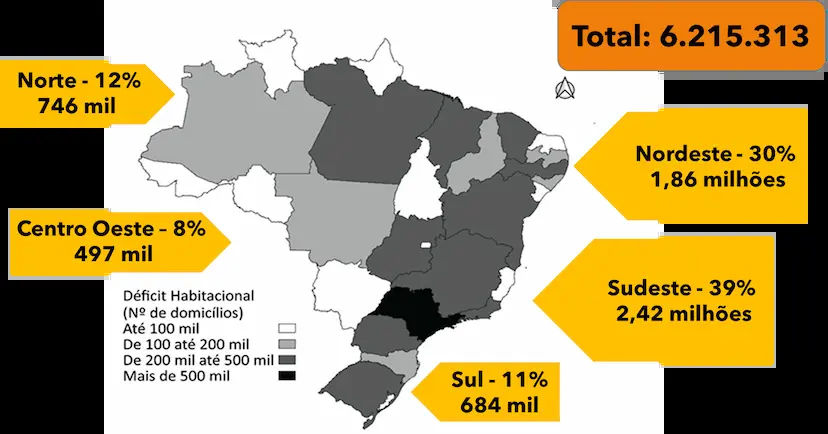 Total: 6.215.313
Norte - 12%
746 mil
Nordeste - 30%
1,86 milhões
Centro Oeste – 8%
497 mil
Sudeste - 39%
2,42 milhões
Déficit Habitacional
(Nº de domicílios)
Até 100 mil
De 100 até 200 mil
De 200 mil até 500 mil
Mais de 500 mil
Sul - 11%
684 mil